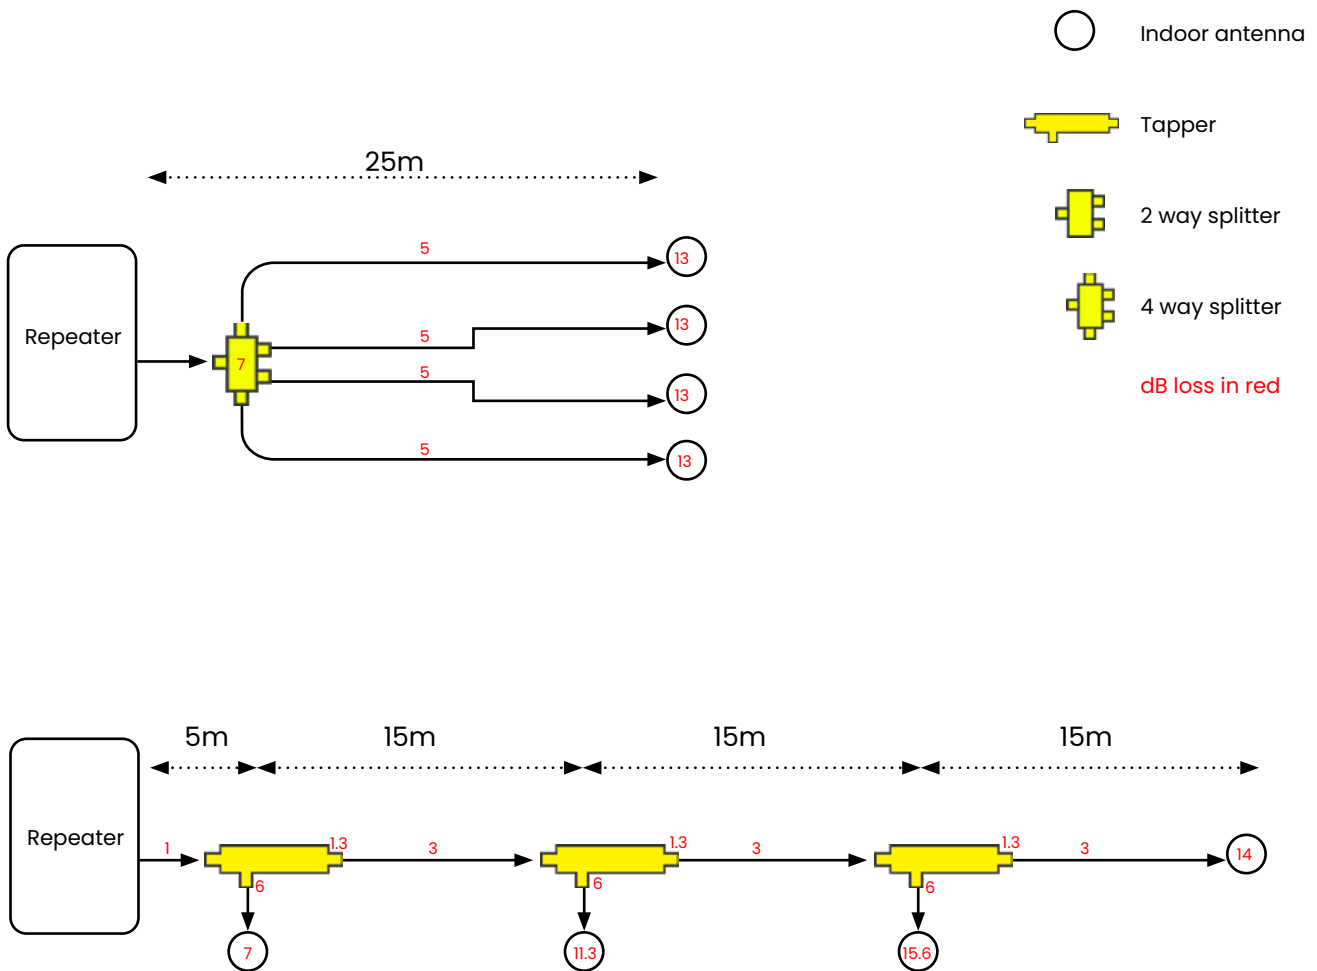 Indoor antenna
Tapper
2 way splitter
4 way splitter
dB loss in red
25m
Repeater
7
5
5
5
5
13
13
13
13
5m
15m
15m
15m
Repeater
1
1.3
3
1.3
3
1.3
3
14
6
6
6
7
11.3
15.6